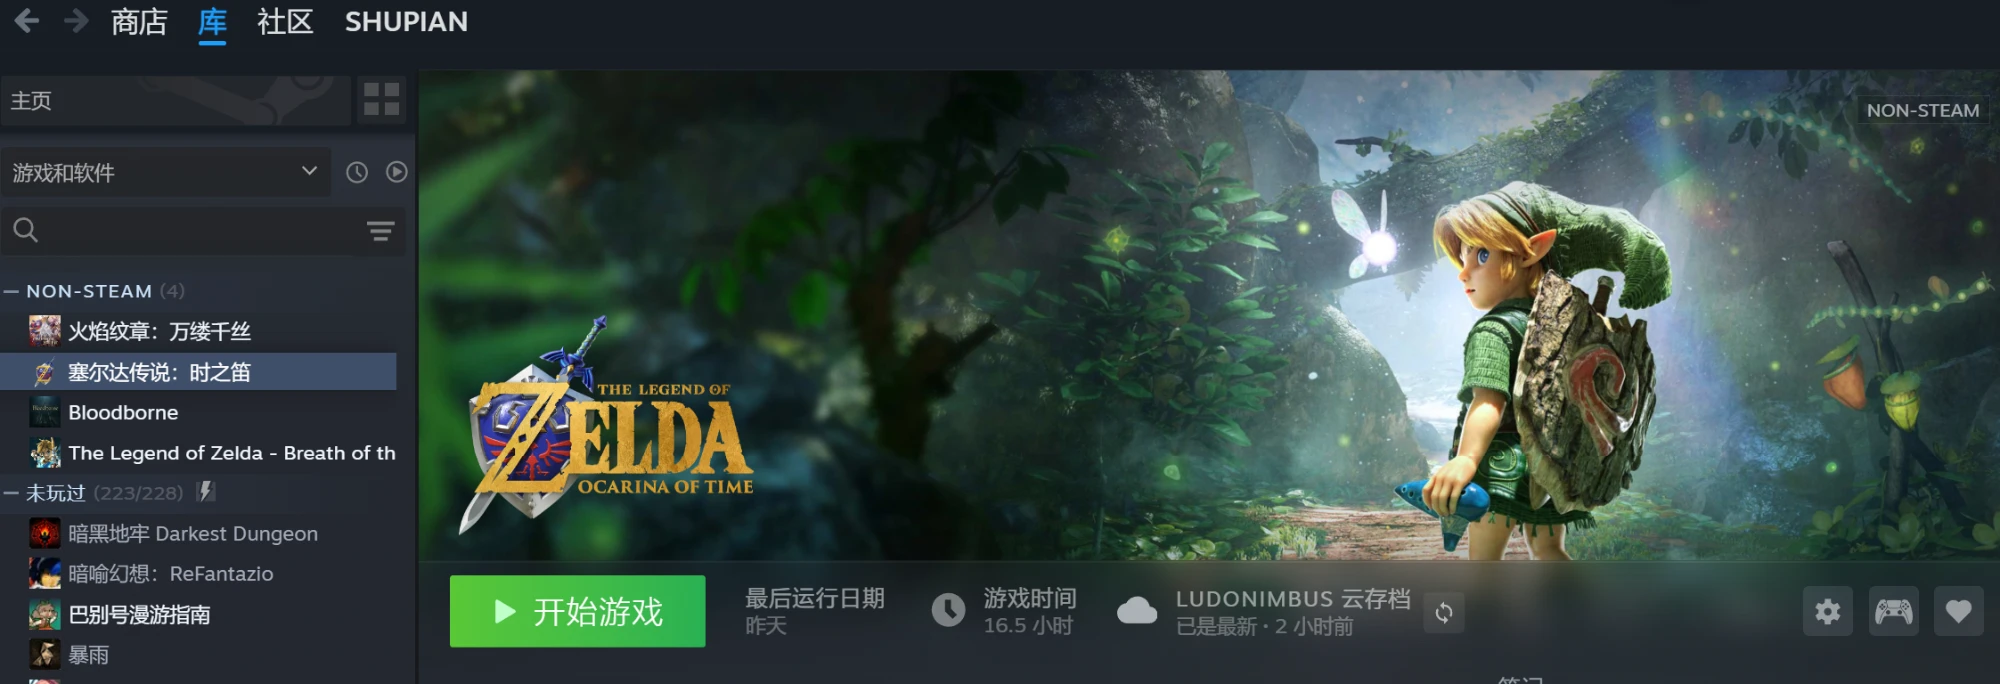 商店 库 社区 SHUPIAN
主页
NON-STEAM
游戏和软件
NON-STEAM (4)
火焰纹章：万缕千丝
塞尔达传说：时之笛
Bloodborne
The Legend of Zelda - Breath of th
未玩过 (223/228)
暗黑地牢 Darkest Dungeon
暗喻幻想：ReFantazio
巴别号漫游指南
暴雨
THE LEGEND OF
ZELDA
OCARINA OF TIME
开始游戏
最后运行日期
昨天
游戏时间
16.5 小时
LUDONIMBUS 云存档
已是最新 · 2 小时前